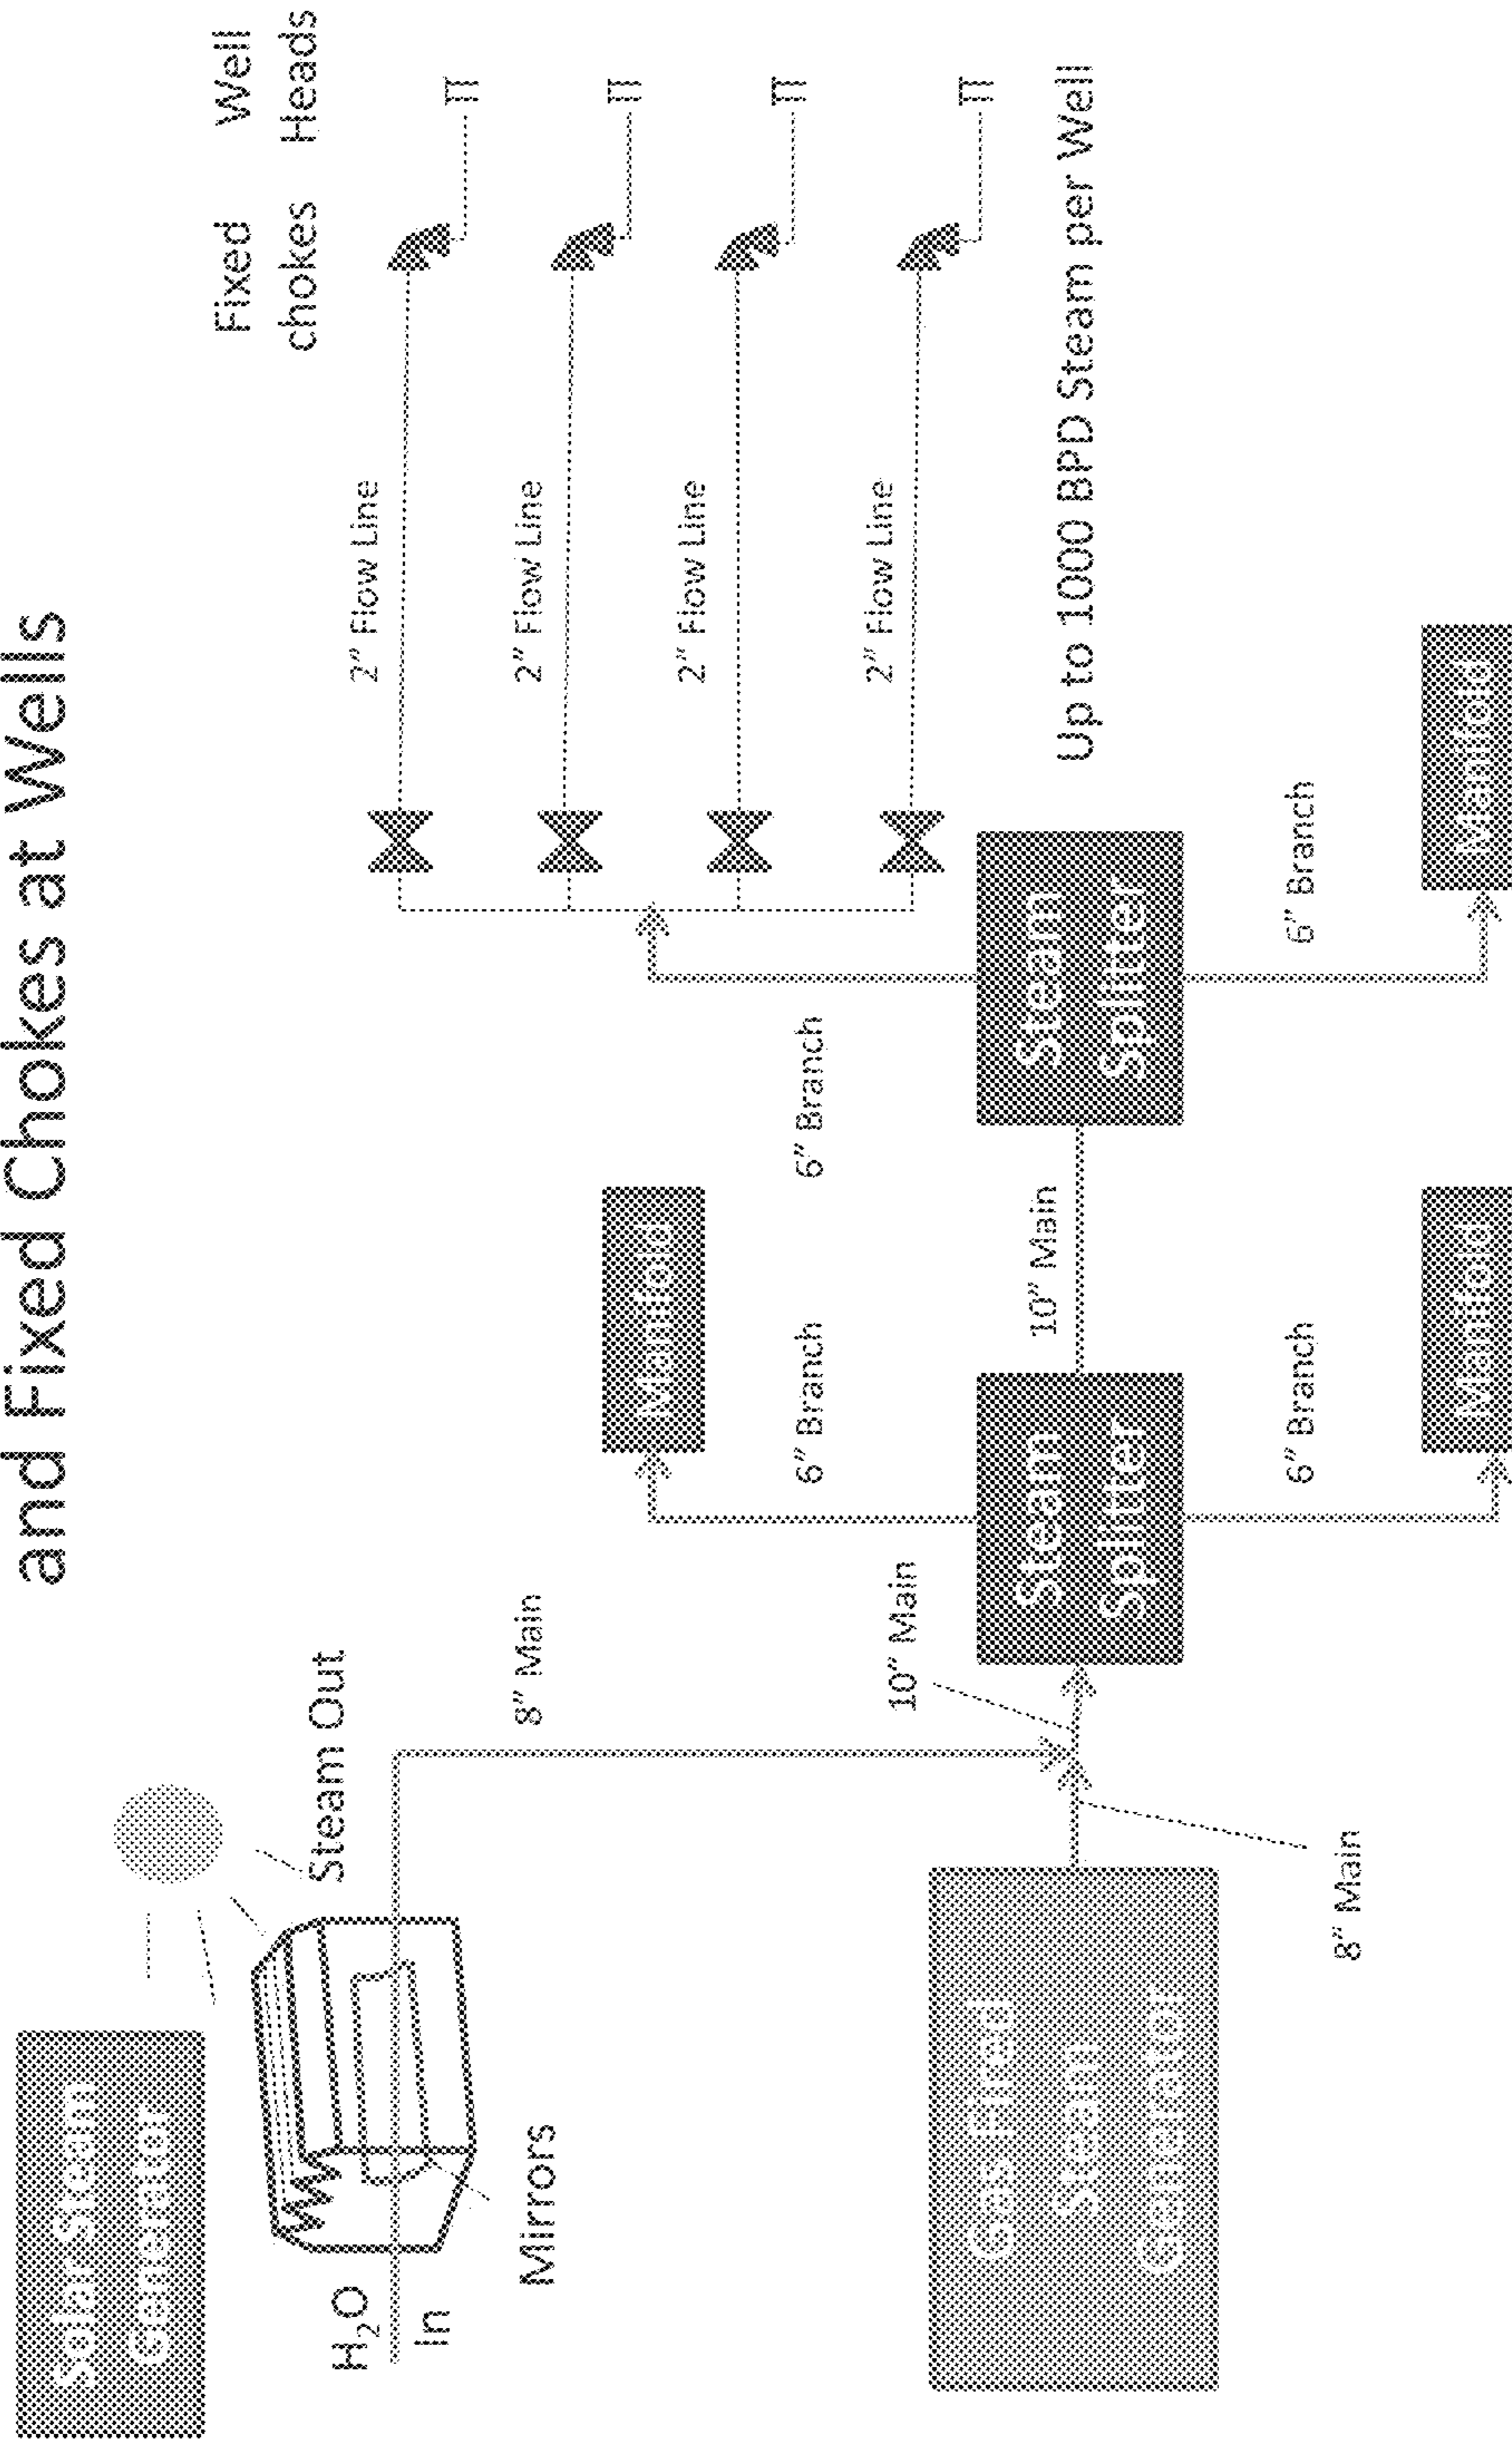 and Fixed Chokes at Wells
Solar Steam
Generator
Steam Out
H₂O
In
Mirrors
8" Main
10" Main
Gas Fired
Steam
Generator
8" Main
Steam
Splitter
6" Branch
Manifold
6" Branch
Manifold
10" Main
Steam
Splitter
6" Branch
6" Branch
Manifold
Fixed
chokes
Well
Heads
2" Flow Line
2" Flow Line
2" Flow Line
2" Flow Line
Up to 1000 BPD Steam per Well